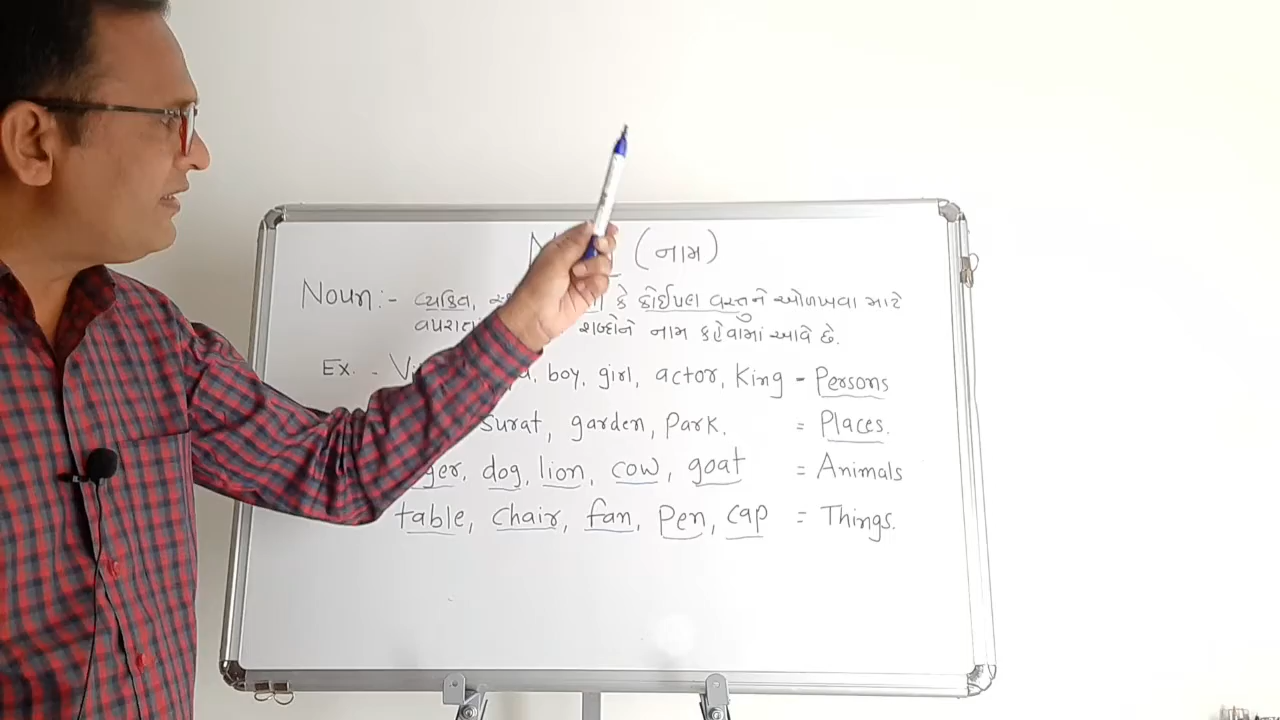 (નામ)
Noun:- વ્યકિત, કે કોઈપણ વસ્તુને ઓળખવા માટે
વપરાતા શબ્દોને નામ કહેવામાં આવે છે.
Ex. - boy, girl, actor, King - Persons
Surat, garden, Park. = Places.
dog, lion, cow, goat = Animals
table, chair, fan, Pen, cap = Things.